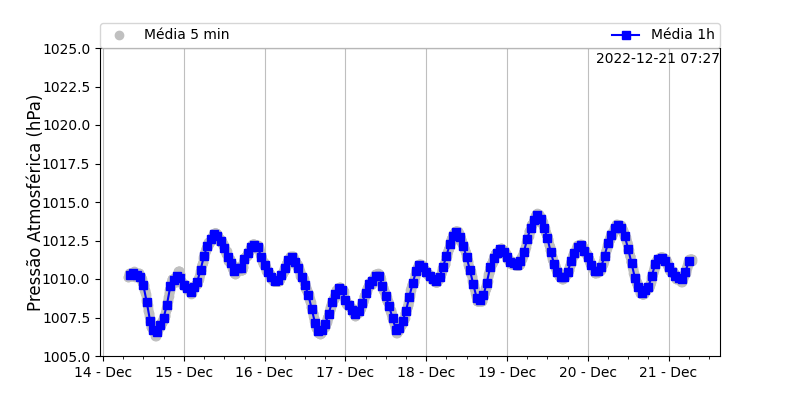 Média 5 min
Média 1h
2022-12-21 07:27
Pressão Atmosférica (hPa)
1025.0
1022.5
1020.0
1017.5
1015.0
1012.5
1010.0
1007.5
1005.0
14 - Dec
15 - Dec
16 - Dec
17 - Dec
18 - Dec
19 - Dec
20 - Dec
21 - Dec